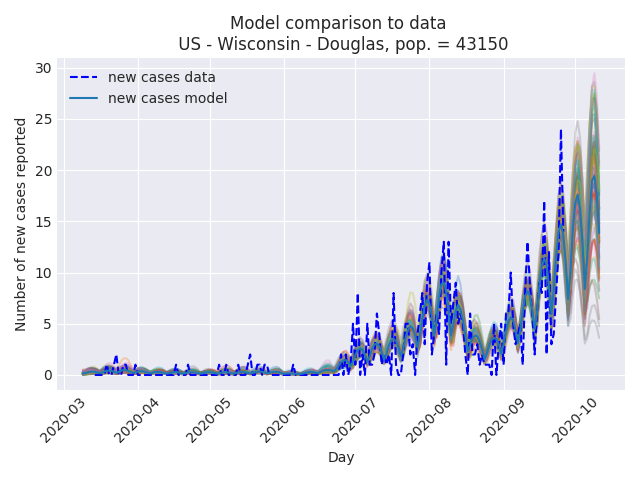 Model comparison to data
US - Wisconsin - Douglas, pop. = 43150
new cases data
new cases model
Number of new cases reported
30
25
20
15
10
5
0
2020-03
2020-04
2020-05
2020-06
2020-07
2020-08
2020-09
2020-10
Day